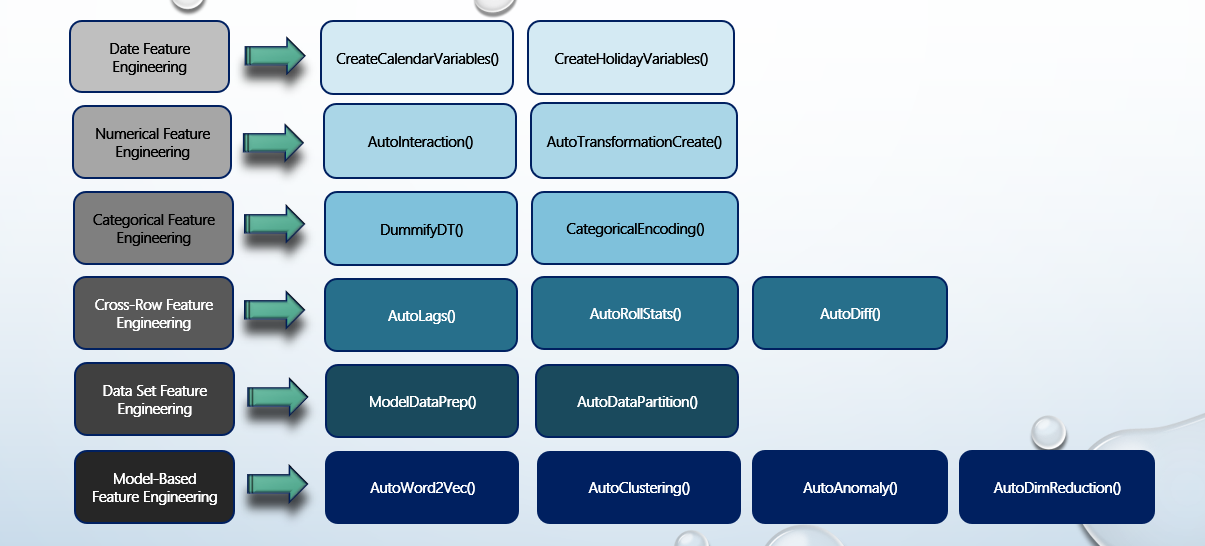 Date Feature
Engineering
CreateCalendarVariables()
CreateHolidayVariables()
Numerical Feature
Engineering
AutoInteraction()
AutoTransformationCreate()
Categorical Feature
Engineering
DummifyDT()
CategoricalEncoding()
Cross-Row Feature
Engineering
AutoLags()
AutoRollStats()
AutoDiff()
Data Set Feature
Engineering
ModelDataPrep()
AutoDataPartition()
Model-Based
Feature Engineering
AutoWord2Vec()
AutoClustering()
AutoAnomaly()
AutoDimReduction()